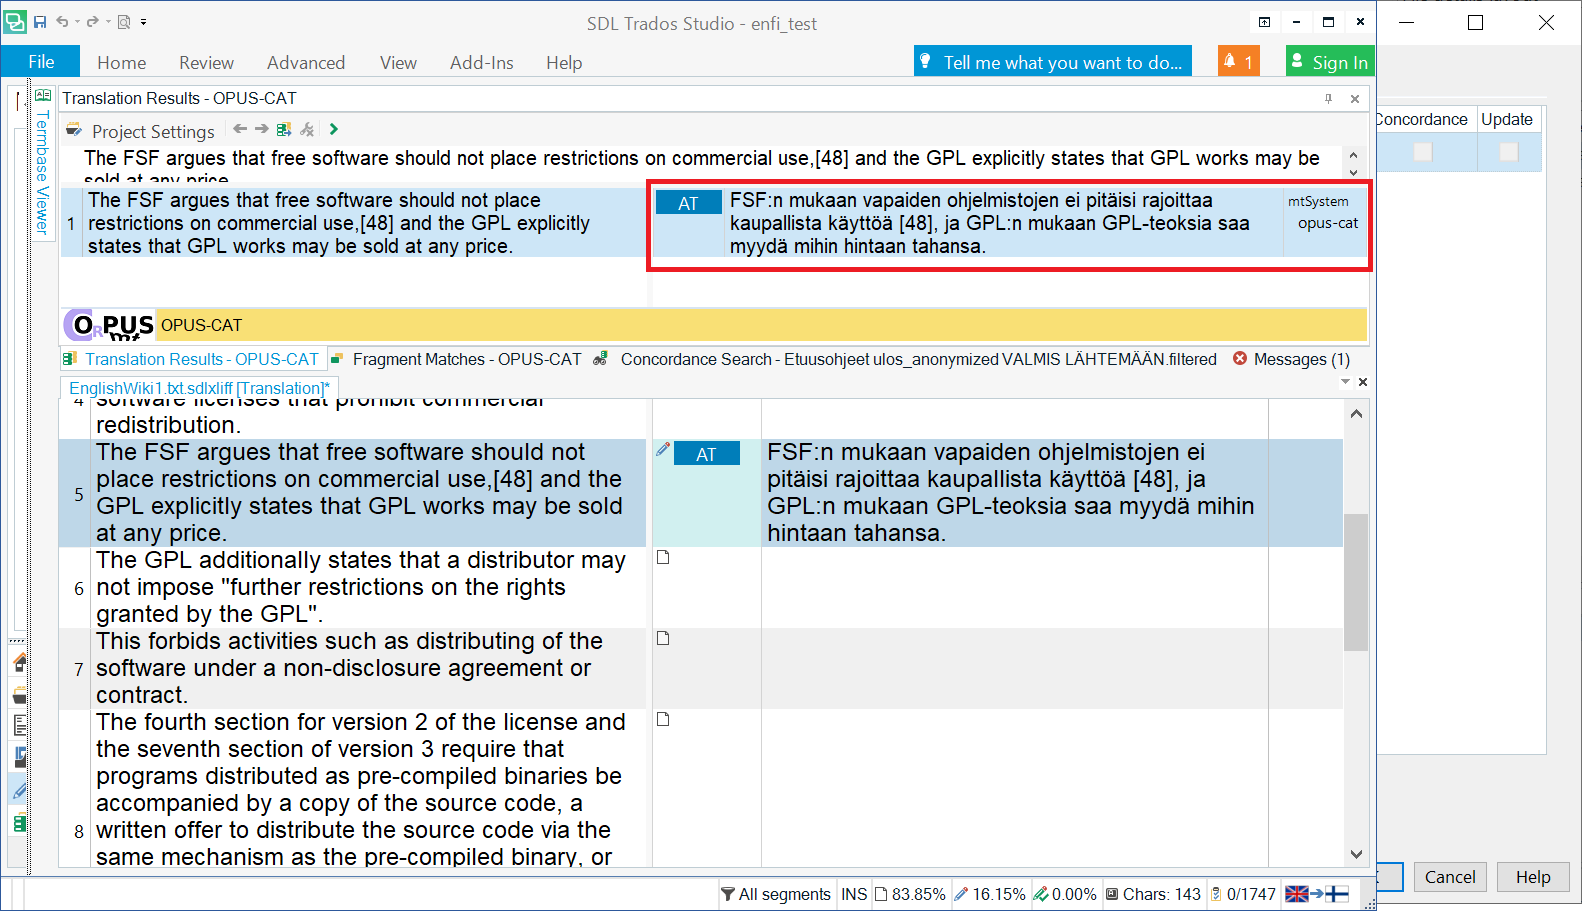 SDL Trados Studio - enfi_test
File Home Review Advanced View Add-Ins Help
Tell me what you want to do...
1
Sign In
Termbase Viewer
Translation Results - OPUS-CAT
Project Settings
The FSF argues that free software should not place restrictions on commercial use,[48] and the GPL explicitly states that GPL works may be
sold at any price.
1
The FSF argues that free software should not place
restrictions on commercial use,[48] and the GPL explicitly
states that GPL works may be sold at any price.
AT
FSF:n mukaan vapaiden ohjelmistojen ei pitäisi rajoittaa
kaupallista käyttöä [48], ja GPL:n mukaan GPL-teoksia saa
myydä mihin hintaan tahansa.
mtSystem
opus-cat
OPUS-CAT
Translation Results - OPUS-CAT
Fragment Matches - OPUS-CAT
Concordance Search - Etuusohjeet ulos_anonymized VALMIS LÄHTEMÄÄN.filtered
Messages (1)
EnglishWiki1.txt.sdlxliff [Translation]*
4
software licenses that prohibit commercial
redistribution.
5
The FSF argues that free software should not
place restrictions on commercial use,[48] and the
GPL explicitly states that GPL works may be sold
at any price.
AT
FSF:n mukaan vapaiden ohjelmistojen ei
pitäisi rajoittaa kaupallista käyttöä [48], ja
GPL:n mukaan GPL-teoksia saa myydä mihin
hintaan tahansa.
6
The GPL additionally states that a distributor may
not impose "further restrictions on the rights
granted by the GPL".
7
This forbids activities such as distributing of the
software under a non-disclosure agreement or
contract.
8
The fourth section for version 2 of the license and
the seventh section of version 3 require that
programs distributed as pre-compiled binaries be
accompanied by a copy of the source code, a
written offer to distribute the source code via the
same mechanism as the pre-compiled binary, or
All segments INS 83.85% 16.15% 0.00% Chars: 143 0/1747
Concordance Update
Cancel
Help